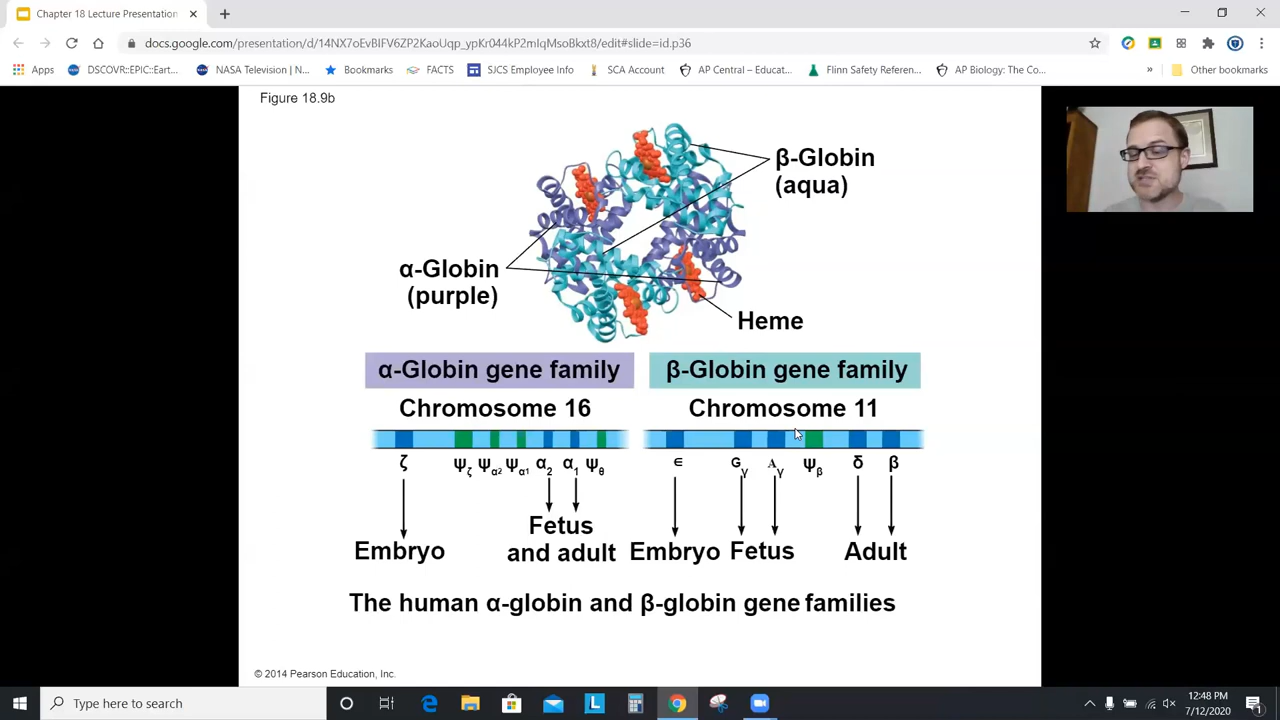 Chapter 18 Lecture Presentation
docs.google.com/presentation/d/14NX7oEvBIFV6ZP2KaoUqp_ypKr044kP2mIqMsoBkxt8/edit#slide=id.p36
Apps
DSCOVR::EPIC::Eart...
NASA Television | N...
Bookmarks
FACTS
SJCS Employee Info
SCA Account
AP Central – Educat...
Flinn Safety Referen...
AP Biology: The Co...
»
Other bookmarks
Figure 18.9b
β-Globin
(aqua)
α-Globin
(purple)
Heme
α-Globin gene family
β-Globin gene family
Chromosome 16
Chromosome 11
ζ ψζ ψα2 ψα1 α2 α1 ψθ
ϵ Gγ Aγ ψβ δ β
Embryo
Fetus
and adult
Embryo
Fetus
Adult
The human α-globin and β-globin gene families
© 2014 Pearson Education, Inc.
Type here to search
12:48 PM
7/12/2020